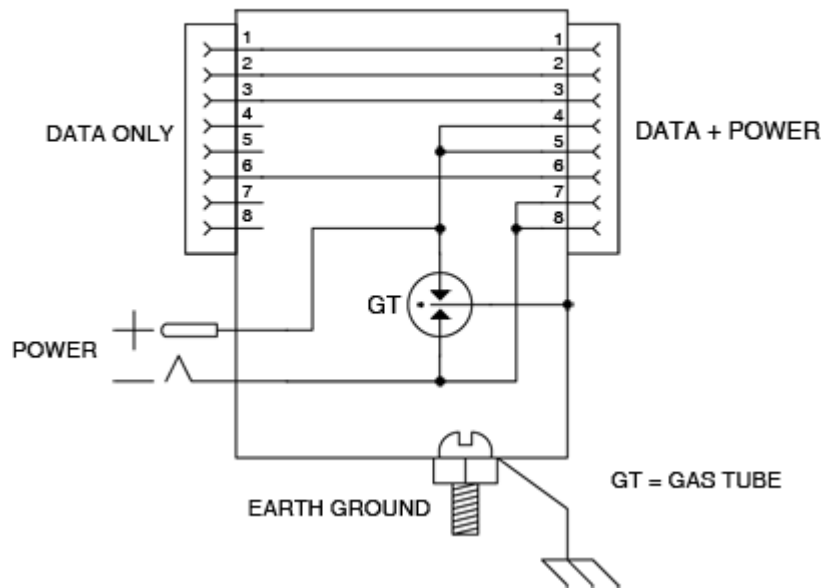 1 1
2 2
3 3
4 4
DATA ONLY DATA + POWER
5 5
6 6
7 7
8 8
GT
+
POWER
−
GT = GAS TUBE
EARTH GROUND